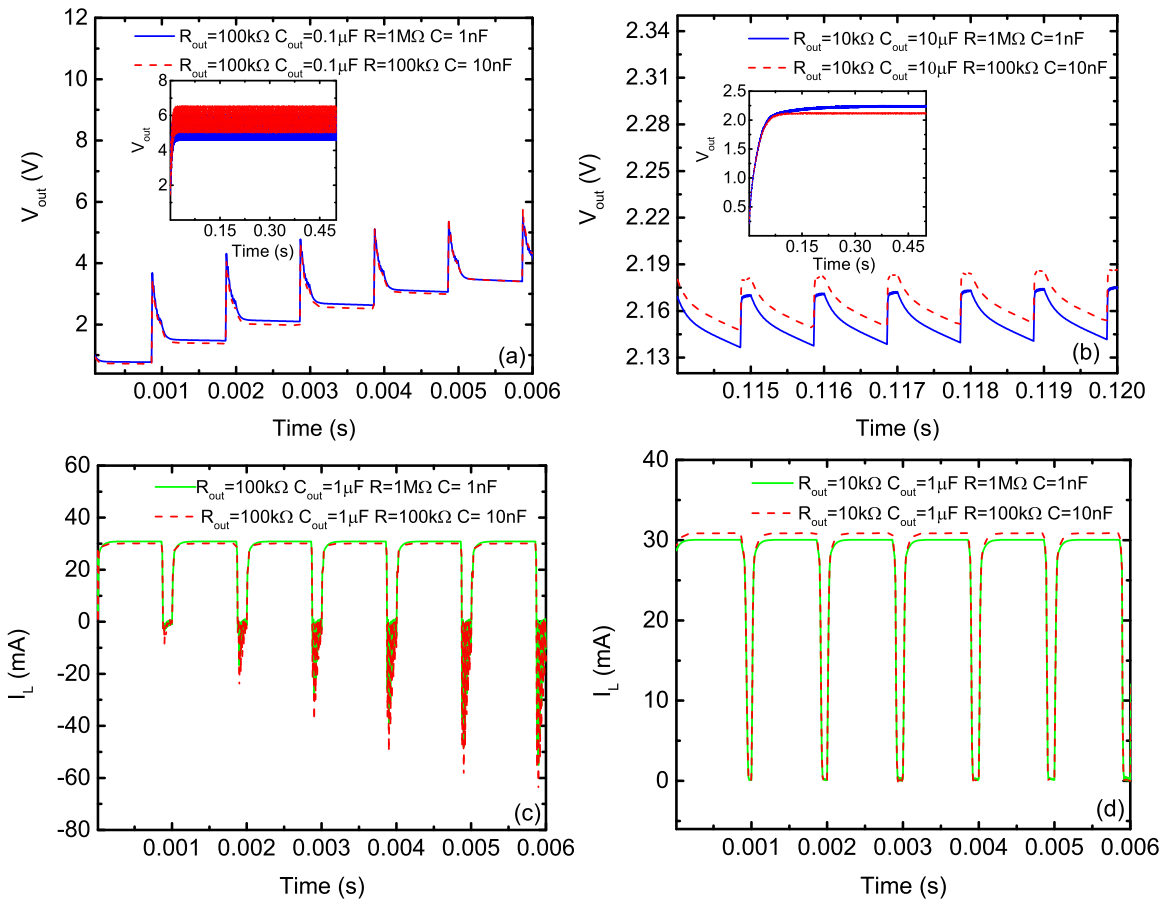 12
10
8
6
4
2
V_out (V)
R_out=100kΩ C_out=0.1μF R=1MΩ C= 1nF
R_out=100kΩ C_out=0.1μF R=100kΩ C= 10nF
8
6
4
2
V_out
0.15 0.30 0.45
Time (s)
(a)
0.001 0.002 0.003 0.004 0.005 0.006
Time (s)
2.34
2.31
2.28
2.25
2.22
2.19
2.16
2.13
V_out (V)
R_out=10kΩ C_out=10μF R=1MΩ C=1nF
R_out=10kΩ C_out=10μF R=100kΩ C=10nF
2.5
2.0
1.5
1.0
0.5
V_out
0.15 0.30 0.45
Time (s)
(b)
0.115 0.116 0.117 0.118 0.119 0.120
Time (s)
60
40
20
0
-20
-40
-60
-80
I_L (mA)
R_out=100kΩ C_out=1μF R=1MΩ C= 1nF
R_out=100kΩ C_out=1μF R=100kΩ C= 10nF
(c)
0.001 0.002 0.003 0.004 0.005 0.006
Time (s)
40
30
20
10
0
I_L (mA)
R_out=10kΩ C_out=1μF R=1MΩ C=1nF
R_out=10kΩ C_out=1μF R=100kΩ C=10nF
(d)
0.001 0.002 0.003 0.004 0.005 0.006
Time (s)